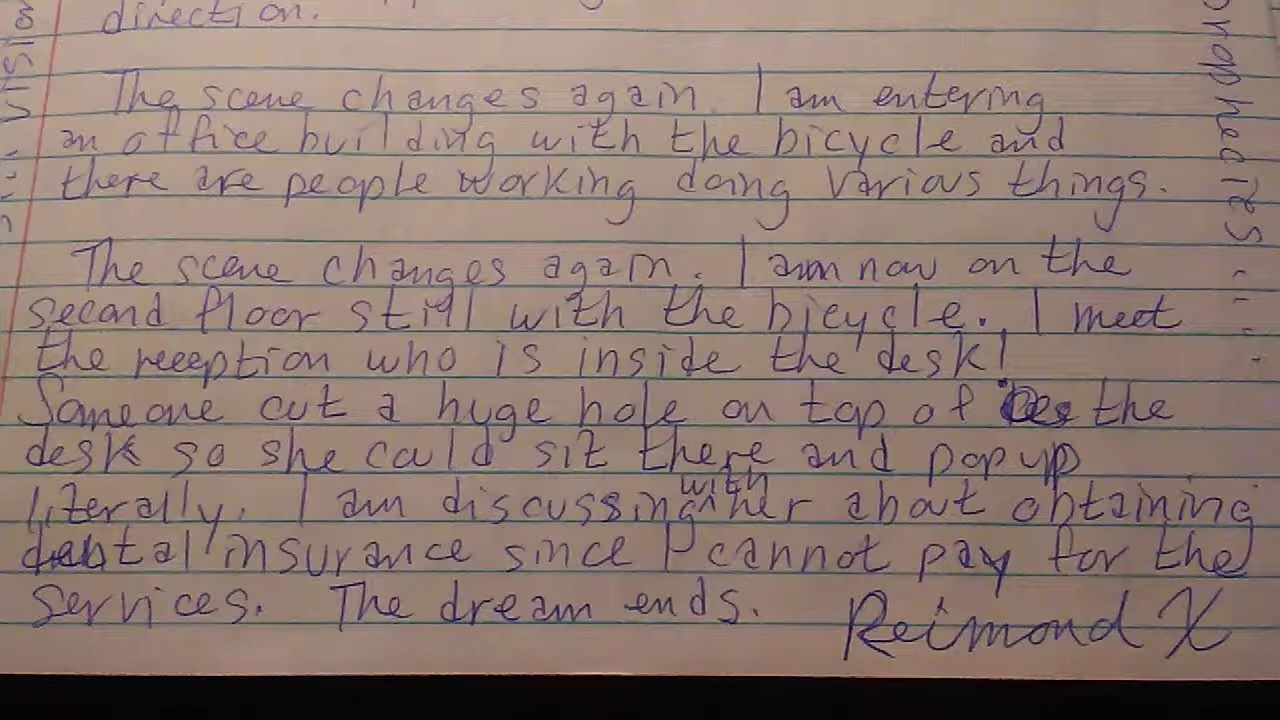 direction.
The scene changes again. I am entering
an office building with the bicycle and
there are people working doing various things.
The scene changes again. I am now on the
second floor still with the bicycle. I meet
the reception who is inside the desk!
Someone cut a huge hole on top of the
desk so she could sit there and pop up
literally. I am discussing with her about obtaining
dental insurance since I cannot pay for the
services. The dream ends.
Reimond X